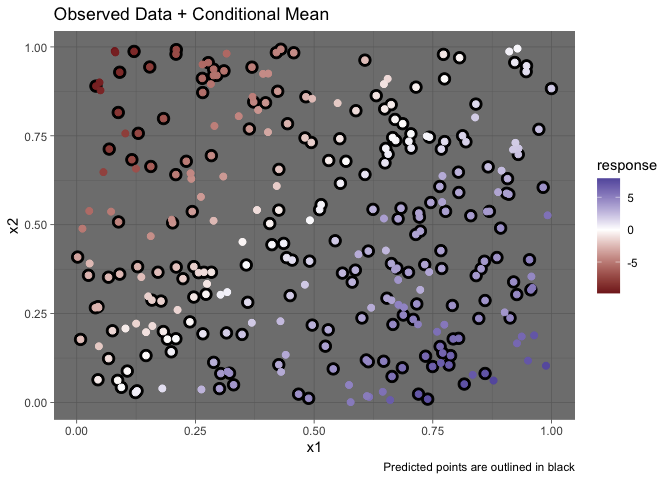 Observed Data + Conditional Mean
1.00
0.75
0.50
0.25
0.00
x2
0.00 0.25 0.50 0.75 1.00
x1
response
5
0
-5
Predicted points are outlined in black